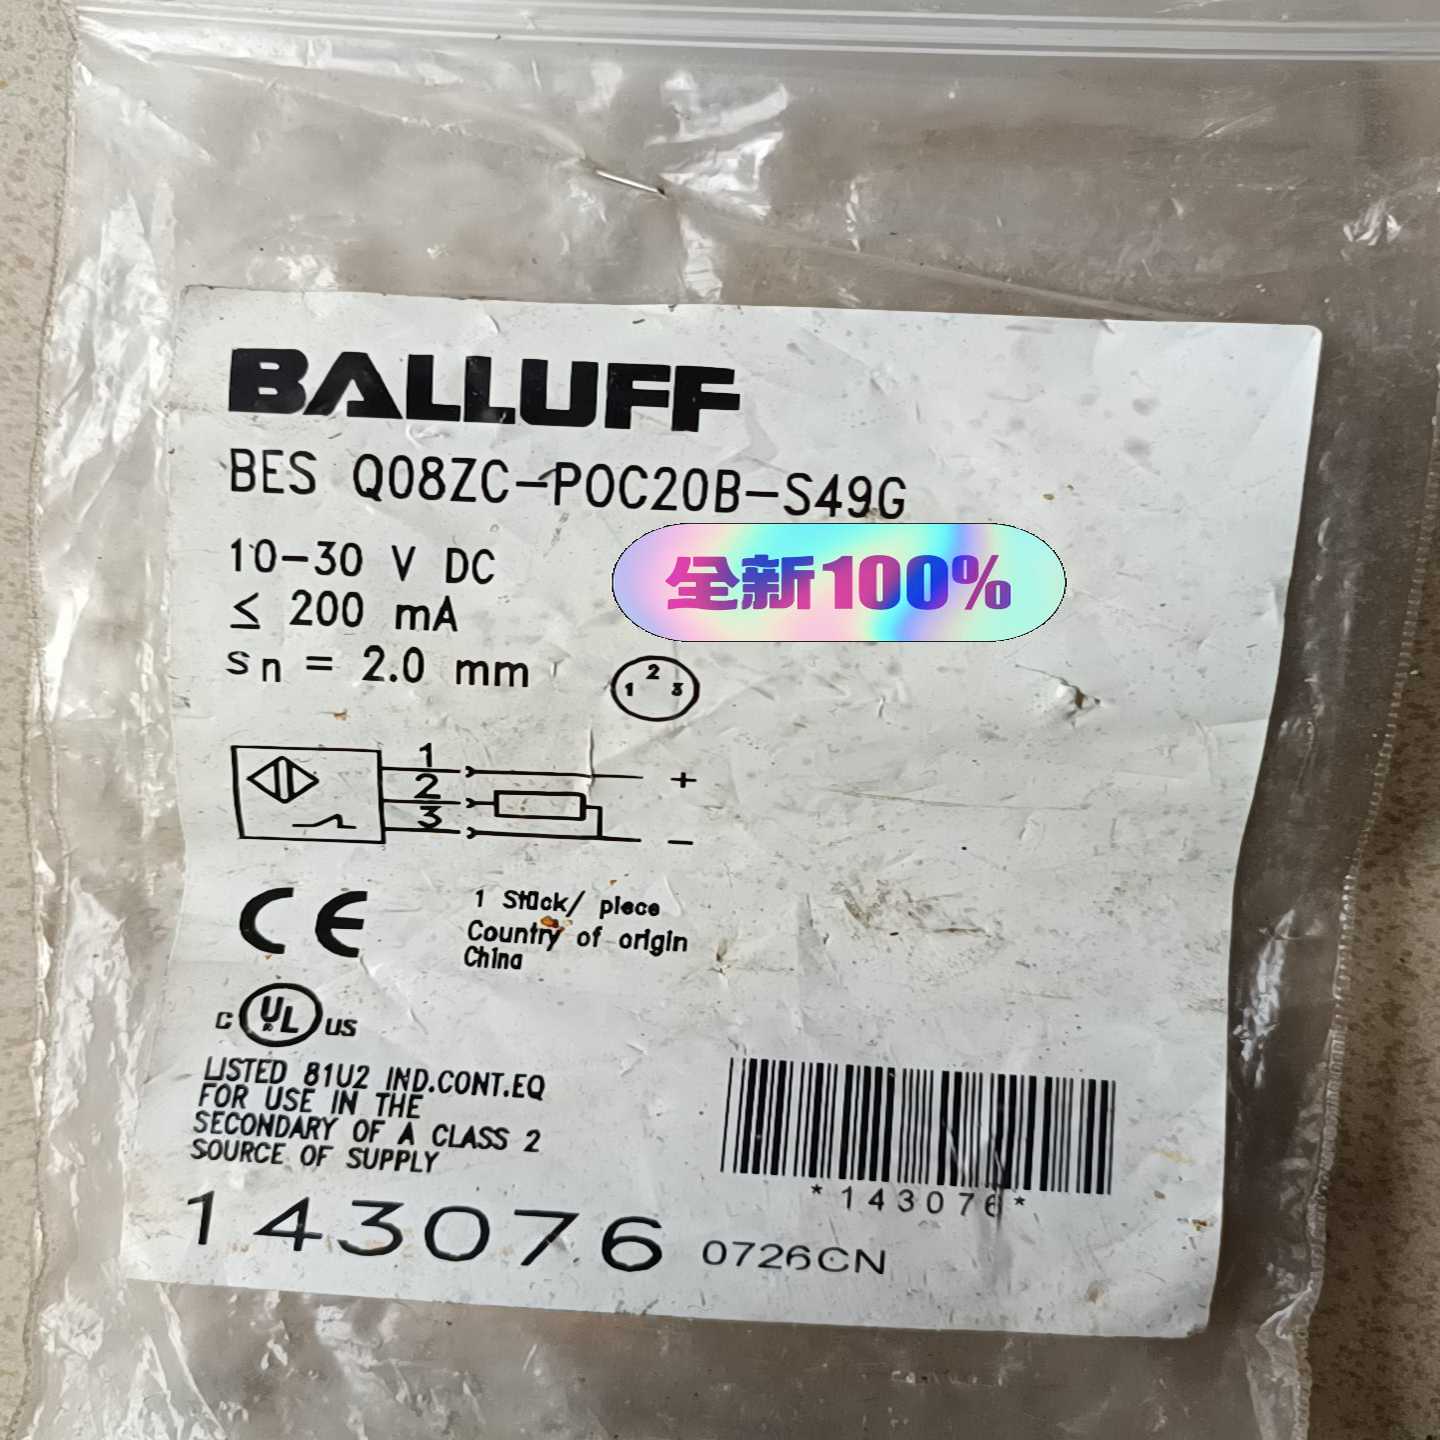 BALLUFF
BES Q08ZC-POC20B-S49G
10-30 V DC
全新100%
≤ 200 mA
sn = 2.0 mm
1 2 3
1
+
2
3
-
CE
1 Stück/ piece
Country of origin
China
C UL US
LISTED 81U2 IND.CONT.EQ
FOR USE IN THE
SECONDARY OF A CLASS 2
SOURCE OF SUPPLY
*143076*
143076 0726CN